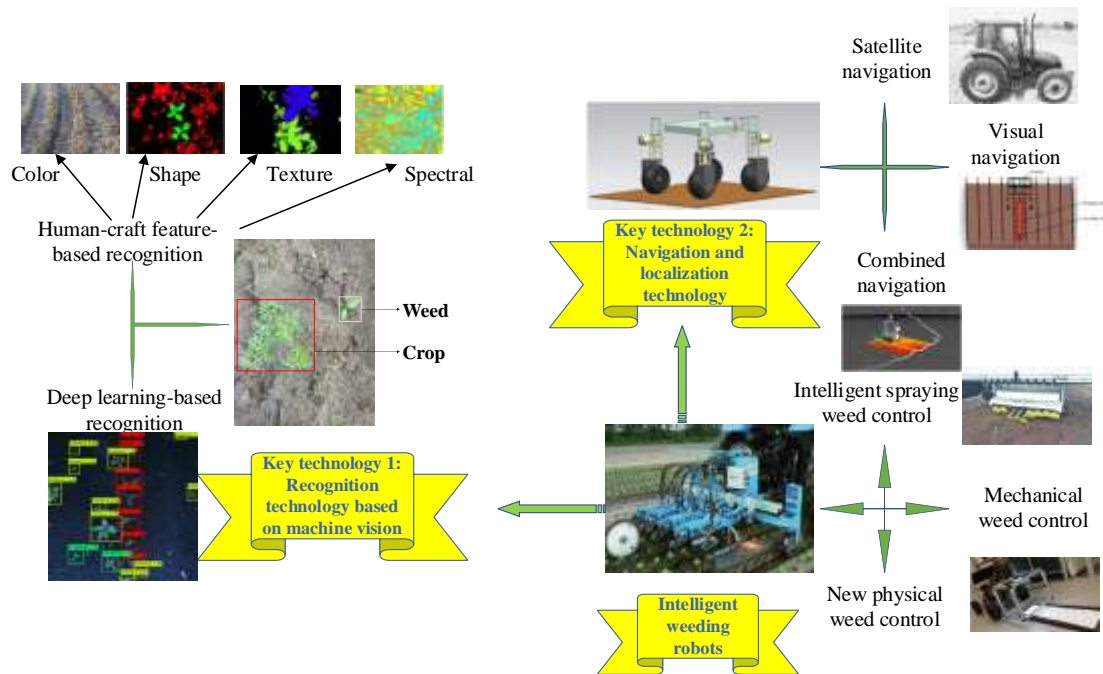 Color
Shape
Texture
Spectral
Human-craft feature-
based recognition
Weed
Crop
Deep learning-based
recognition
Key technology 1:
Recognition
technology based
on machine vision
Satellite
navigation
Visual
navigation
Key technology 2:
Navigation and
localization
technology
Combined
navigation
Intelligent spraying
weed control
Mechanical
weed control
New physical
weed control
Intelligent
weeding
robots